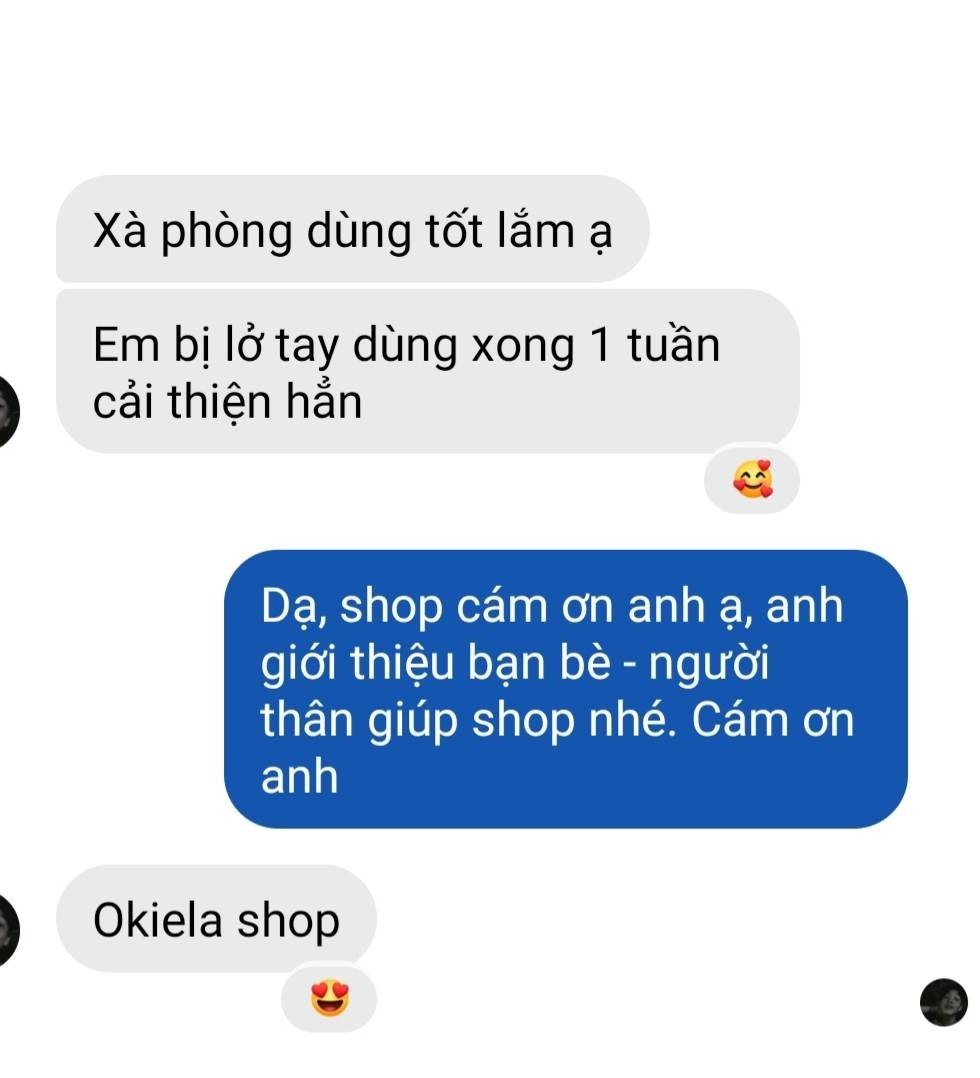 Xà phòng dùng tốt lắm ạ
Em bị lở tay dùng xong 1 tuần
cải thiện hẳn
Dạ, shop cám ơn anh ạ, anh
giới thiệu bạn bè - người
thân giúp shop nhé. Cám ơn
anh
Okiela shop